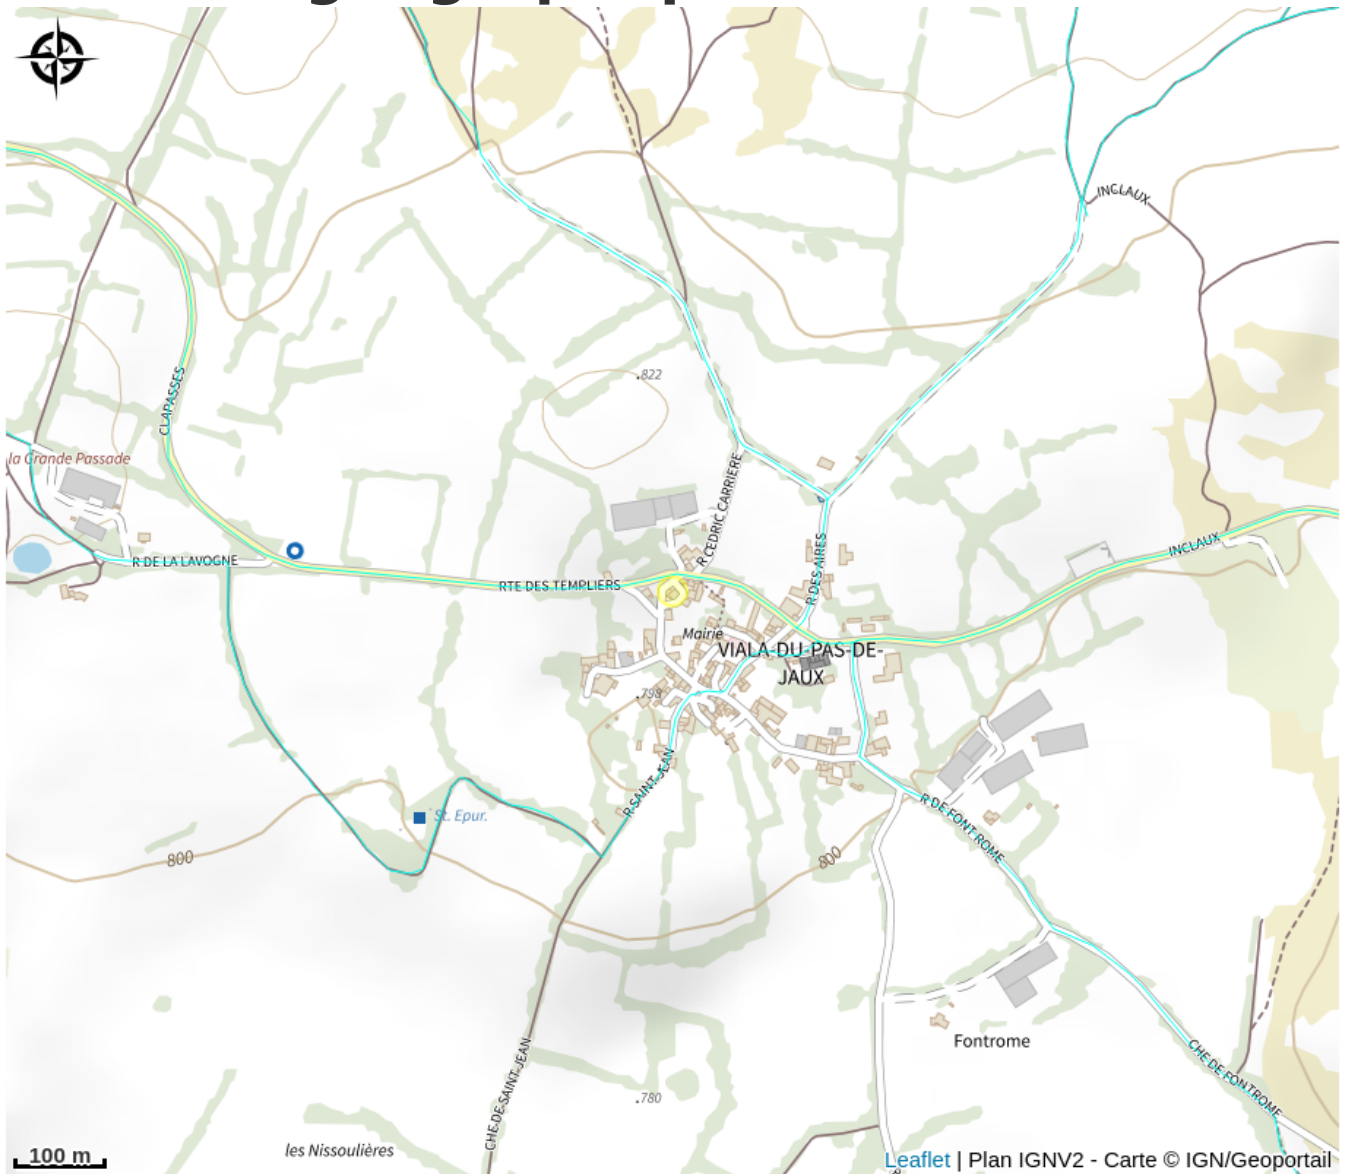 INCLAUX
822
CLAPASSES
la Grande Passade
R CEDRIC CARRIERE
R DES AIRES
INCLAUX
R DE LA LAVOGNE
RTE DES TEMPLIERS
Mairie
VIALA-DU-PAS-DE-
JAUX
798
R SAINT-JEAN
St. Epur.
R DE FONT ROME
800
800
Fontrome
CHE DE SAINT-JEAN
CHE DE FONTROME
780
les Nissoulières
100 m
Leaflet | Plan IGNV2 - Carte © IGN/Geoportail